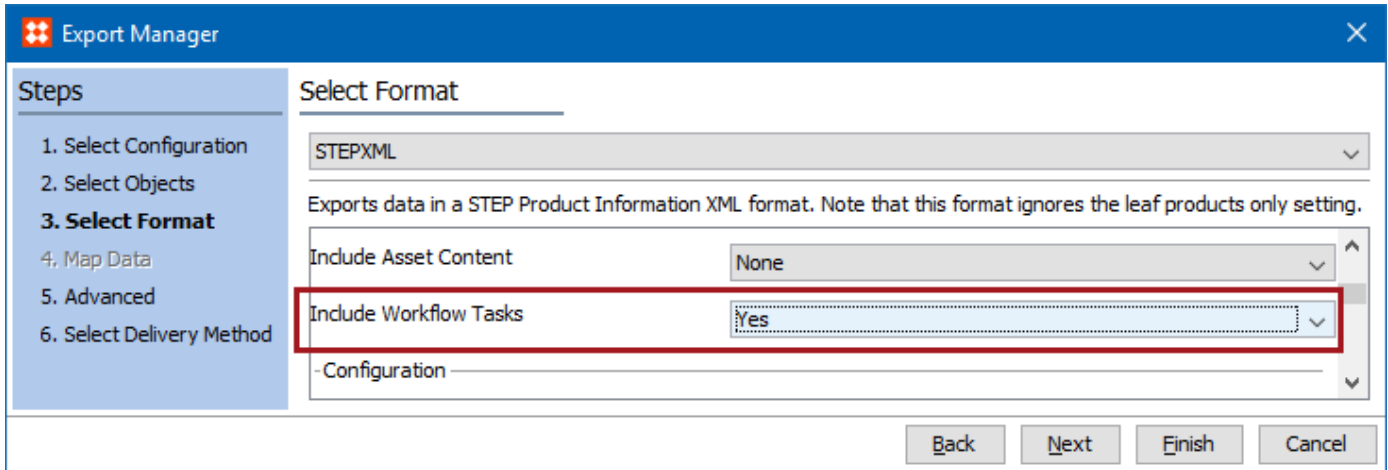 Export Manager
Steps
1. Select Configuration
2. Select Objects
3. Select Format
4. Map Data
5. Advanced
6. Select Delivery Method
Select Format
STEPXML
Exports data in a STEP Product Information XML format. Note that this format ignores the leaf products only setting.
Include Asset Content None
Include Workflow Tasks Yes
Configuration
Back Next Finish Cancel